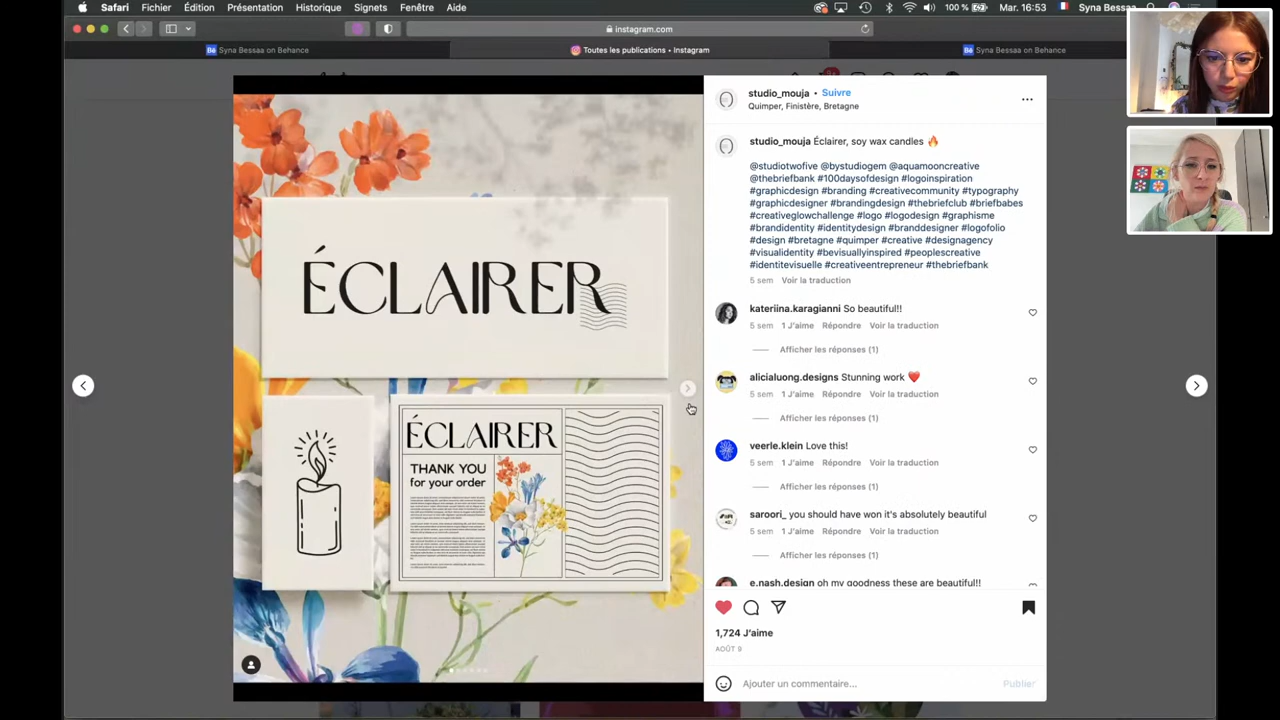 Safari Fichier Édition Présentation Historique Signets Fenêtre Aide
100 % Mar. 16:53 Syna Bessaa
instagram.com
Bē Syna Bessaa on Behance
Toutes les publications • Instagram
Bē Syna Bessaa on Behance
ÉCLAIRER
ÉCLAIRER
THANK YOU
for your order
studio_mouja • Suivre
Quimper, Finistère, Bretagne
studio_mouja Éclairer, soy wax candles 🔥
@studiotwofive @bystudiogem @aquamooncreative
@thebriefbank #100daysofdesign #logoinspiration
#graphicdesign #branding #creativecommunity #typography
#graphicdesigner #brandingdesign #thebriefclub #briefbabes
#creativeglowchallenge #logo #logodesign #graphisme
#brandidentity #identitydesign #branddesigner #logofolio
#design #bretagne #quimper #creative #designagency
#visualidentity #bevisuallyinspired #peoplescreative
#identitevisuelle #creativeentrepreneur #thebriefbank
5 sem Voir la traduction
kateriina.karagianni So beautiful!!
5 sem 1 J'aime Répondre Voir la traduction
Afficher les réponses (1)
alicialuong.designs Stunning work ❤️
5 sem 1 J'aime Répondre Voir la traduction
Afficher les réponses (1)
veerle.klein Love this!
5 sem 1 J'aime Répondre Voir la traduction
Afficher les réponses (1)
saroori_ you should have won it's absolutely beautiful
5 sem 1 J'aime Répondre Voir la traduction
Afficher les réponses (1)
e.nash.design oh my goodness these are beautiful!!
1,724 J'aime
AOÛT 9
Ajouter un commentaire... Publier